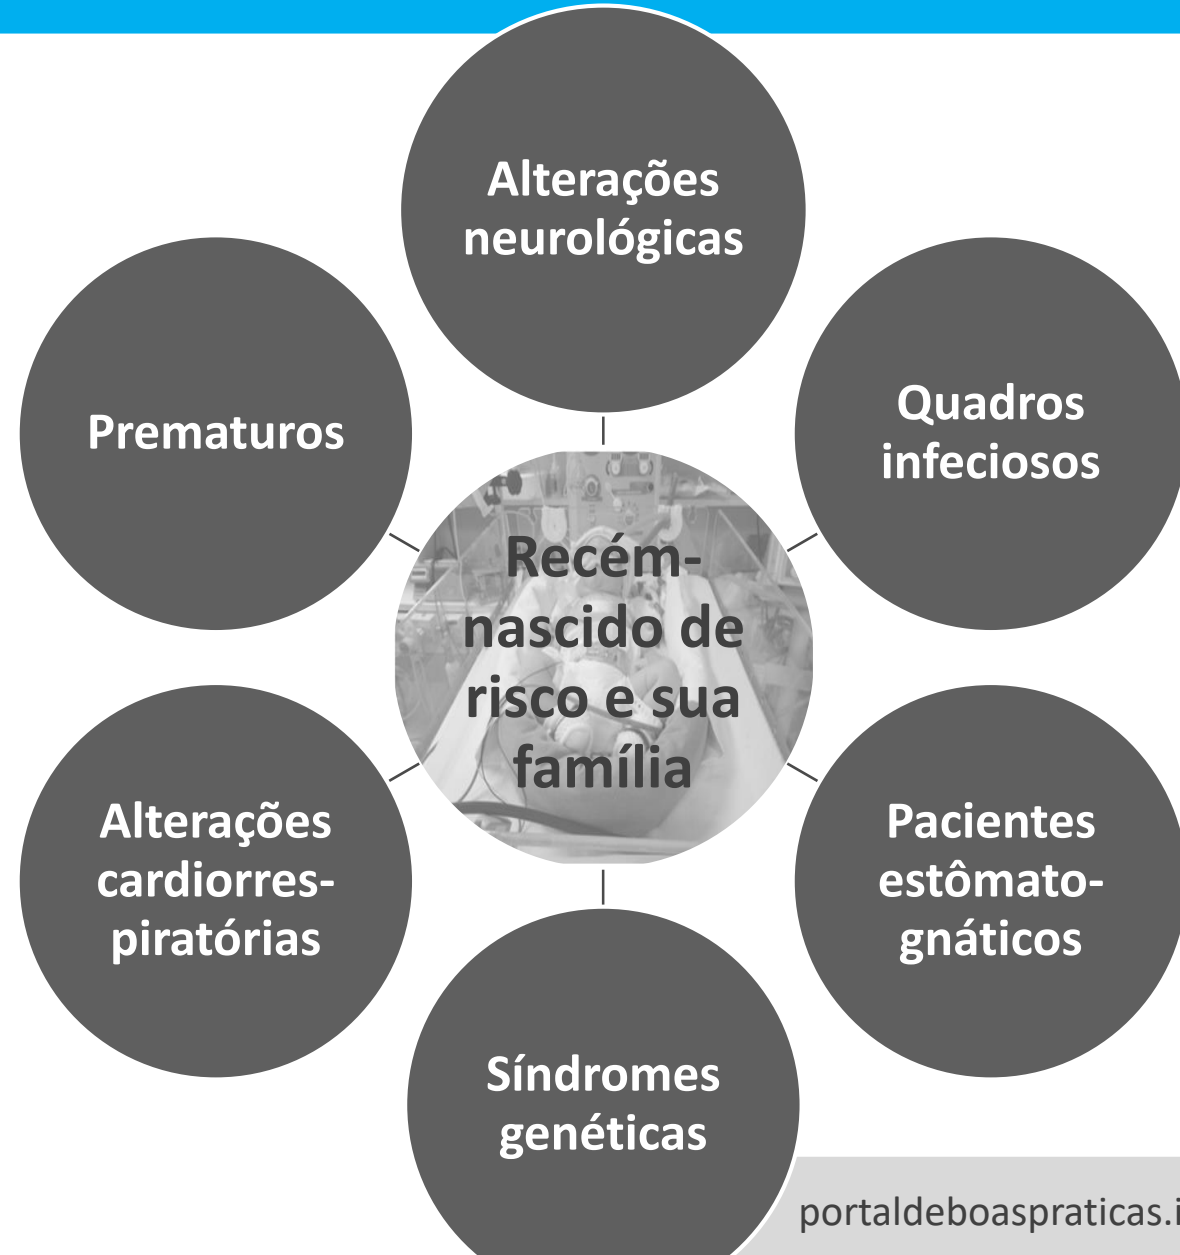 Alterações
neurológicas
Quadros
infeciosos
Pacientes
estômato-
gnáticos
Síndromes
genéticas
Alterações
cardiorres-
piratórias
Prematuros
Recém-
nascido de
risco e sua
família
portaldeboaspraticas.i